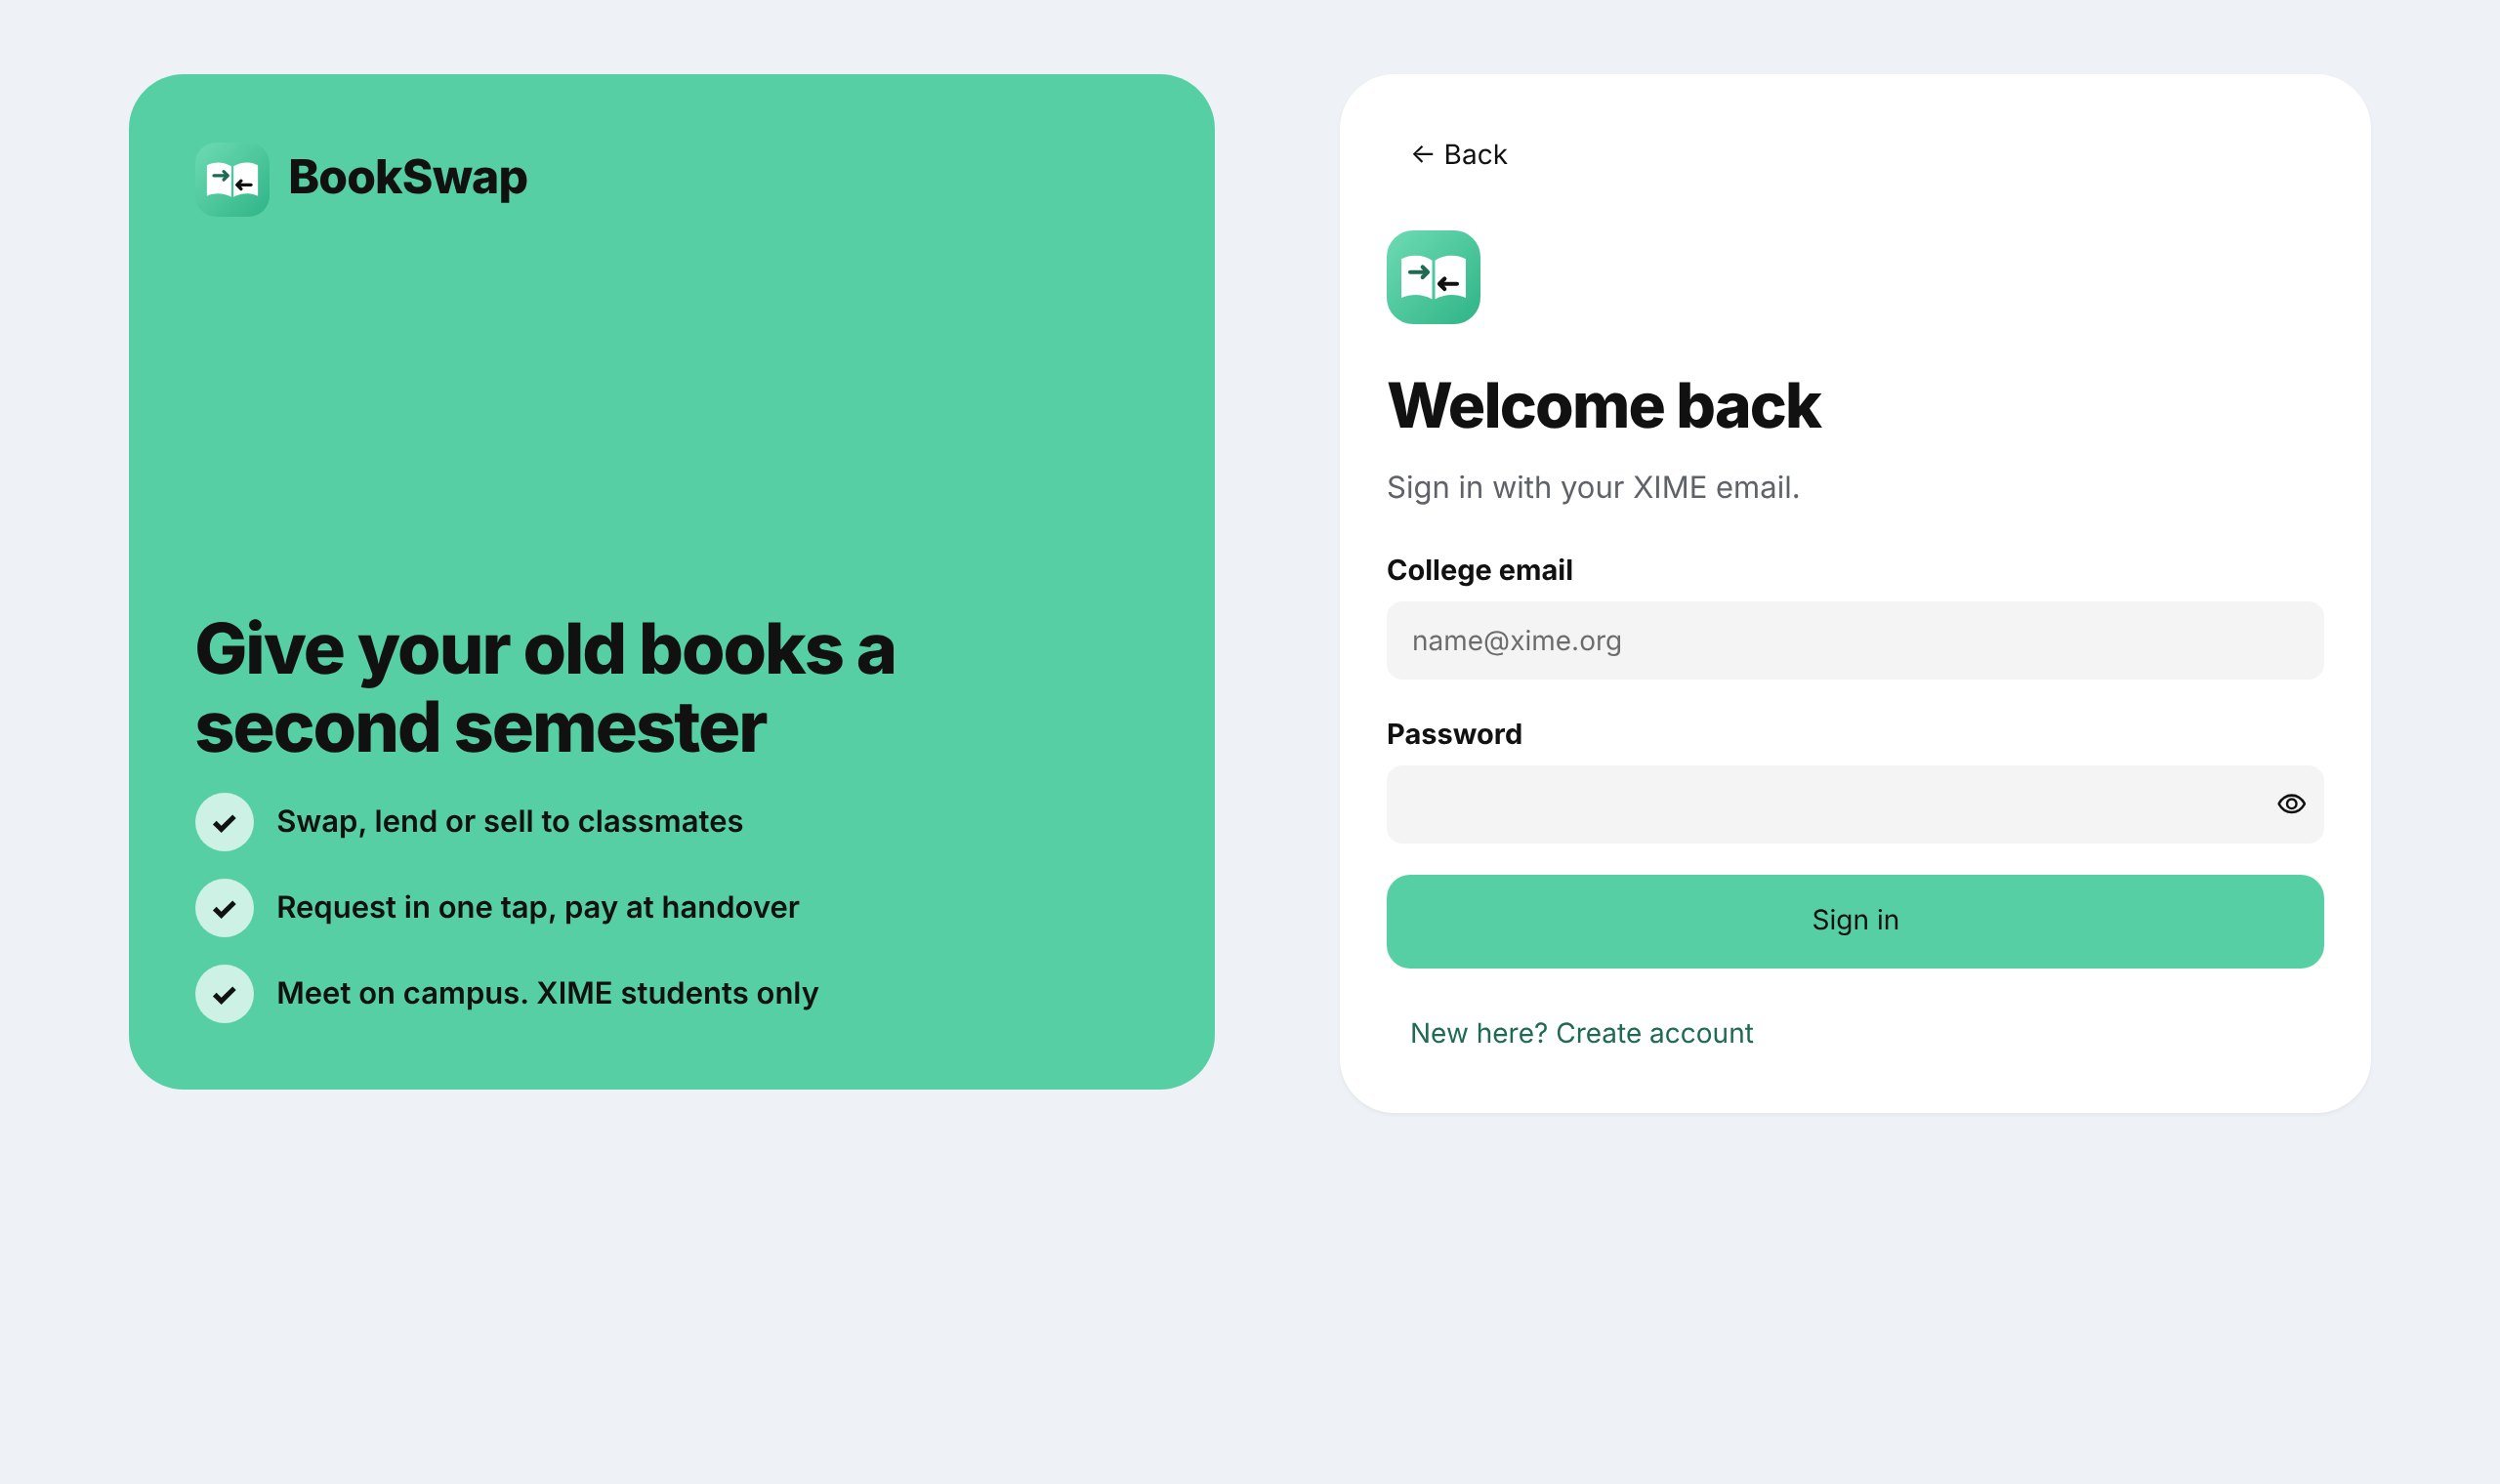 BookSwap
Give your old books a
second semester
Swap, lend or sell to classmates
Request in one tap, pay at handover
Meet on campus. XIME students only
← Back
Welcome back
Sign in with your XIME email.
College email
name@xime.org
Password
Sign in
New here? Create account